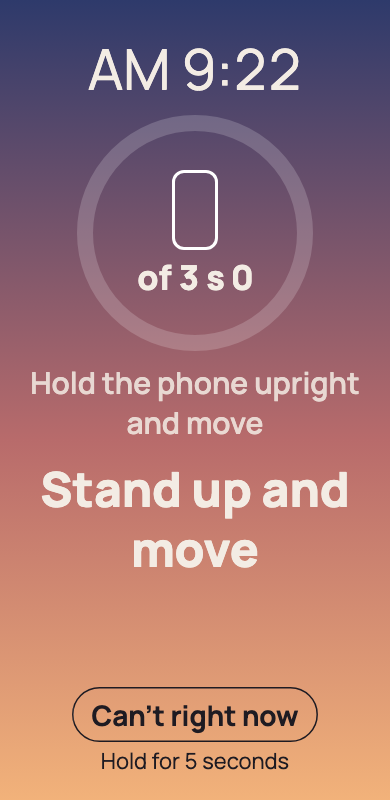 AM 9:22
of 3 s 0
Hold the phone upright
and move
Stand up and
move
Can't right now
Hold for 5 seconds